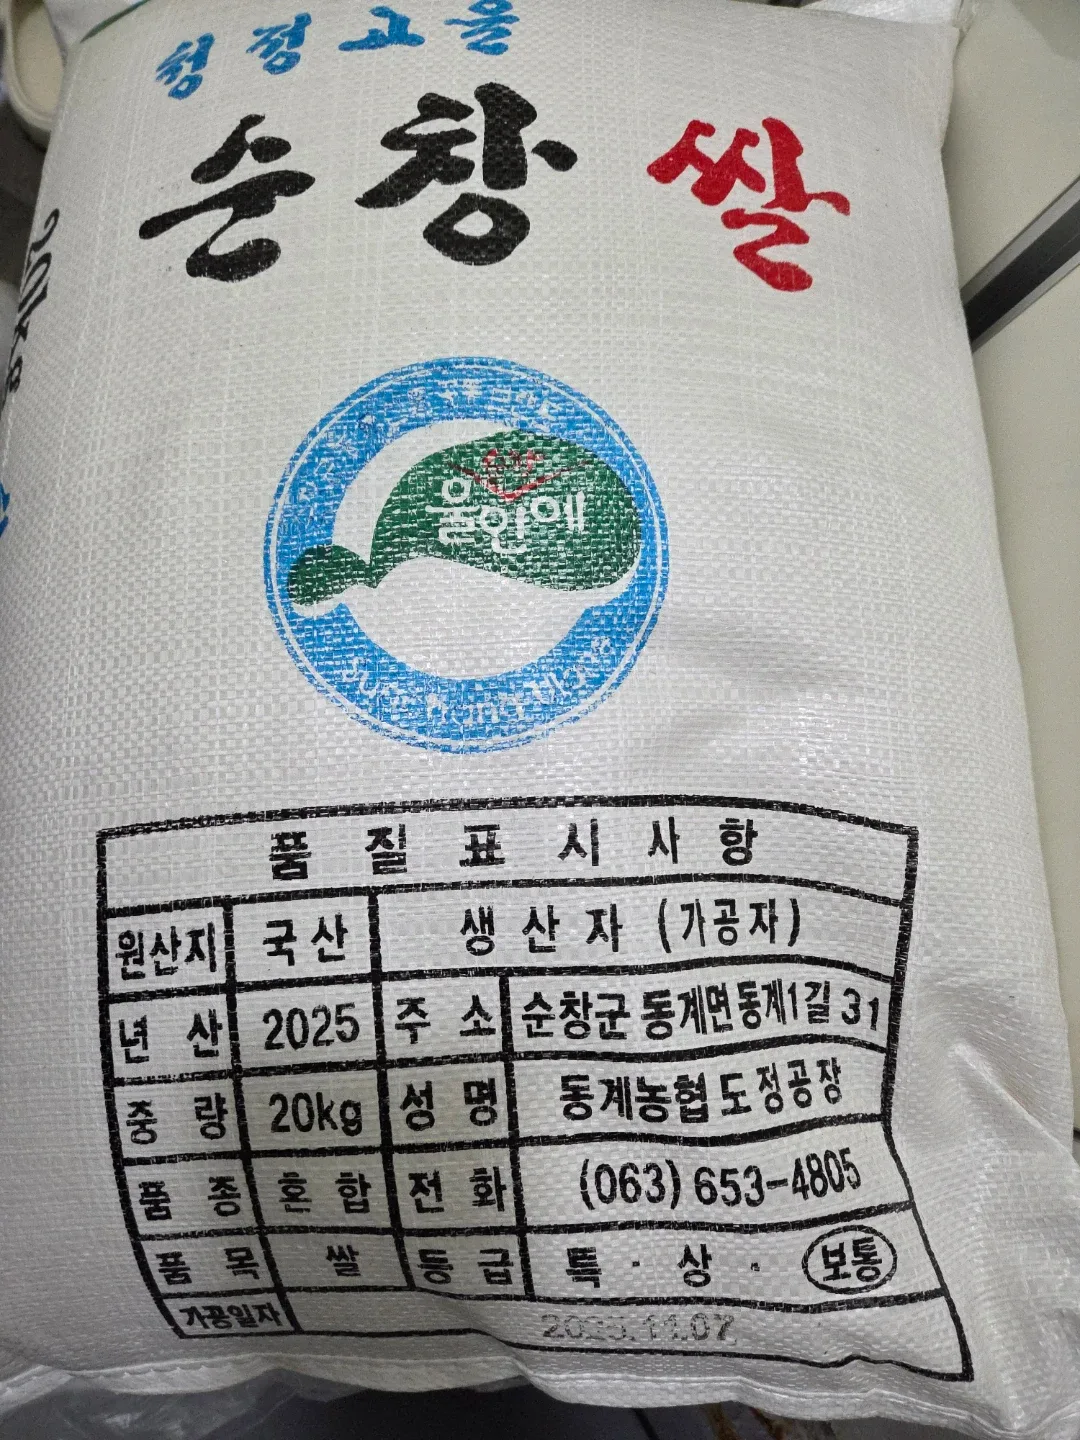 청정고을
순창 쌀
20kg
울안에
품질표시사항
원산지 국산 생산자 (가공자)
년산 2025 주소 순창군 동계면동계1길 31
중량 20kg 성명 동계농협도정공장
품종 혼합 전화 (063) 653-4805
품목 쌀 등급 특 · 상 · 보통
가공일자 2025.11.07